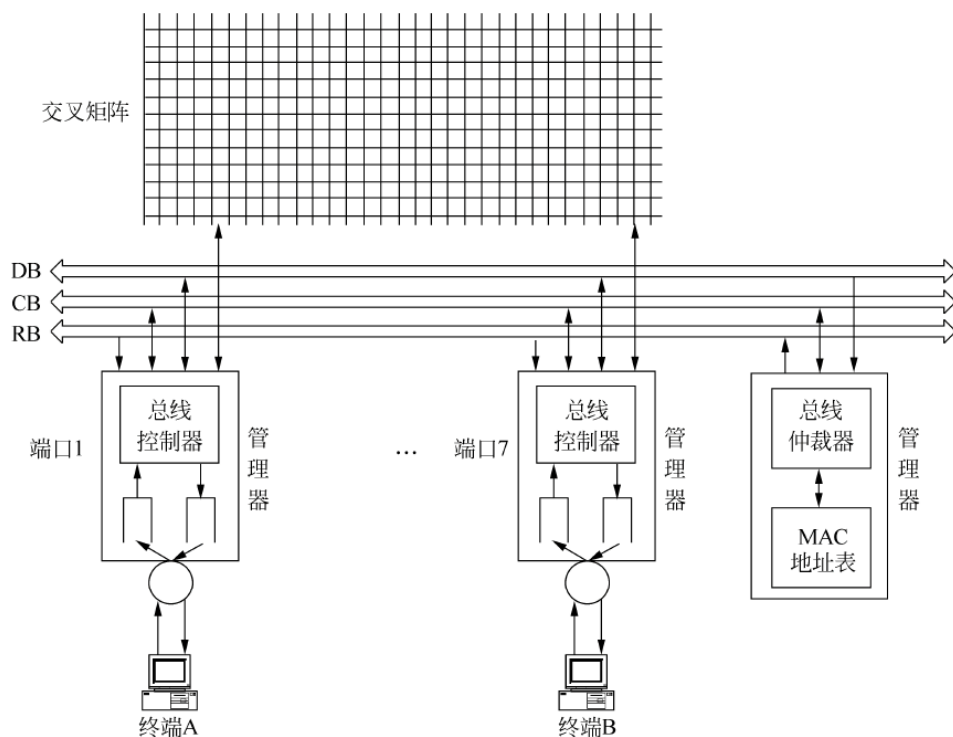 交叉矩阵
DB
CB
RB
端口1
总线
控制器
管理器
…
端口7
总线
控制器
管理器
总线
仲裁器
MAC
地址表
管理器
终端A
终端B